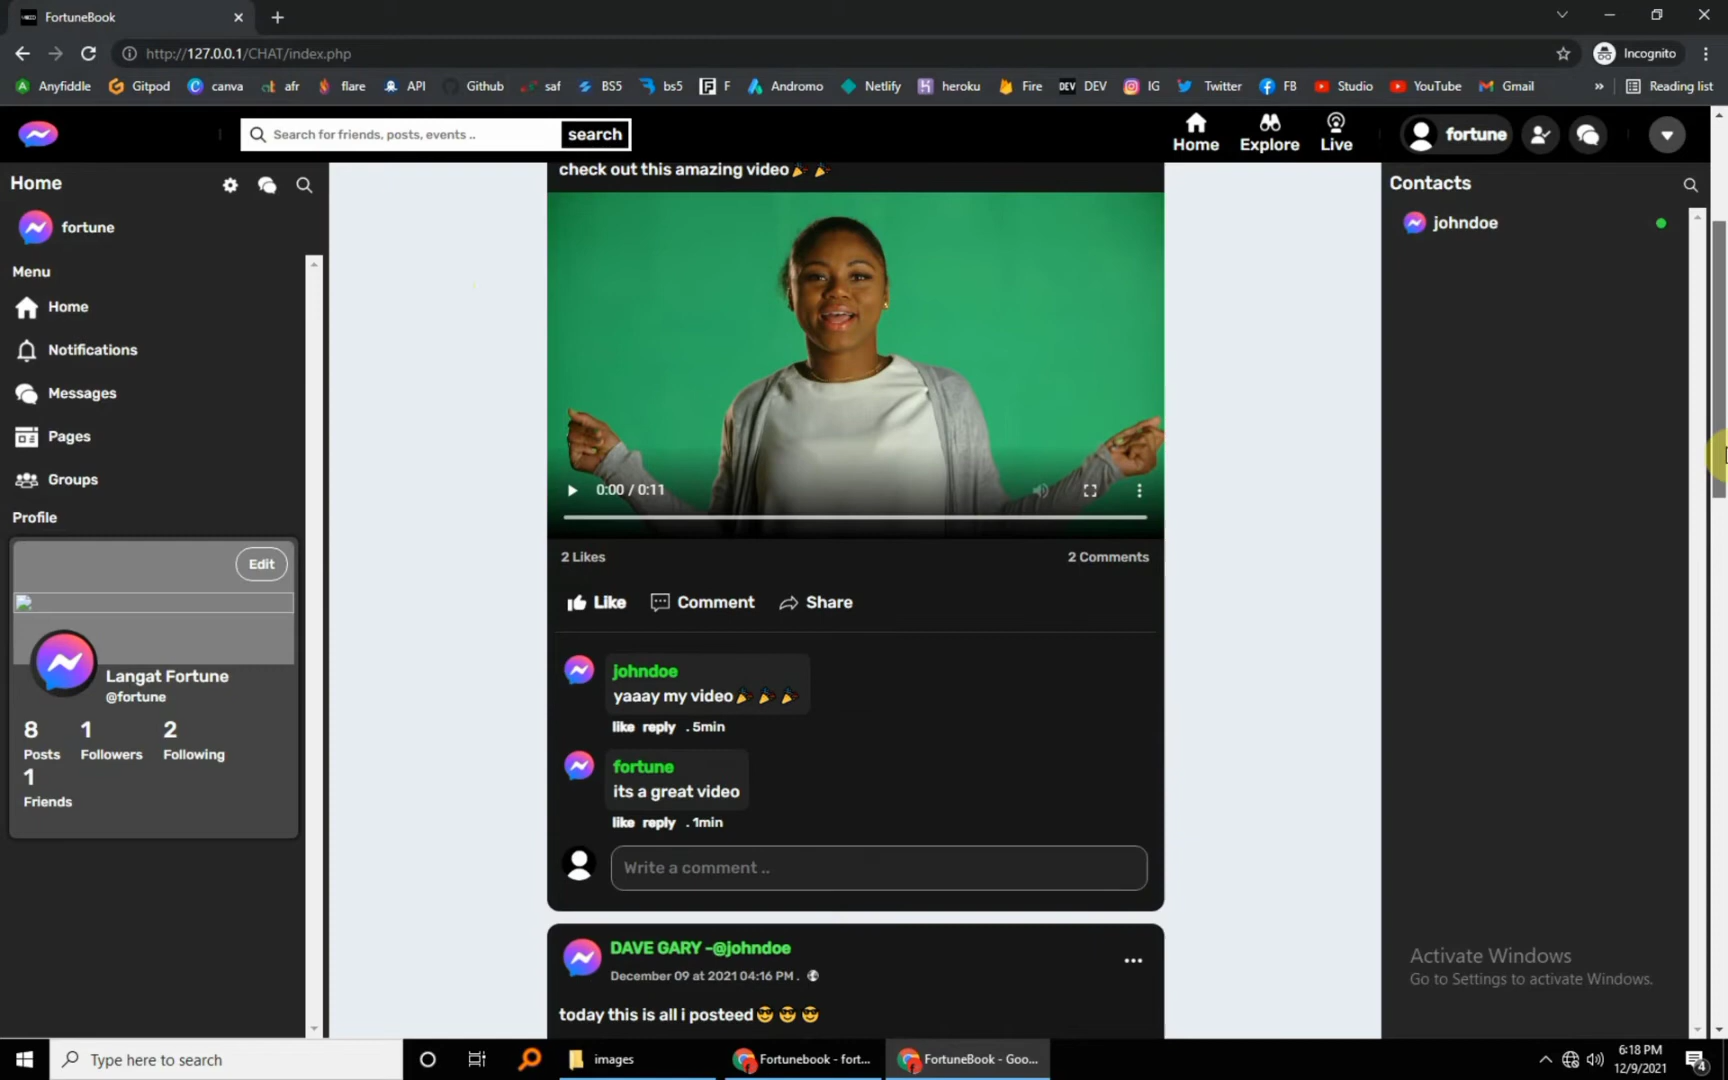 FortuneBook
http://127.0.0.1/CHAT/index.php
Incognito
Anyfiddle
Gitpod
canva
afr
flare
API
Github
saf
BS5
bs5
F
Andromo
Netlify
heroku
Fire
DEV DEV
IG
Twitter
FB
Studio
YouTube
Gmail
»
Reading list
Search for friends, posts, events ..
search
Home
Explore
Live
fortune
Home
fortune
Menu
Home
Notifications
Messages
Pages
Groups
Profile
Edit
Langat Fortune
@fortune
8 1 2
Posts Followers Following
1
Friends
check out this amazing video🎉 🎉
0:00 / 0:11
2 Likes
2 Comments
Like
Comment
Share
johndoe
yaaay my video🎉 🎉 🎉
like reply . 5min
fortune
its a great video
like reply . 1min
Write a comment ..
DAVE GARY -@johndoe
December 09 at 2021 04:16 PM .
today this is all i posteed😎 😎 😎
Contacts
johndoe
Activate Windows
Go to Settings to activate Windows.
Type here to search
images
Fortunebook - fort...
FortuneBook - Goo...
6:18 PM
12/9/2021
4